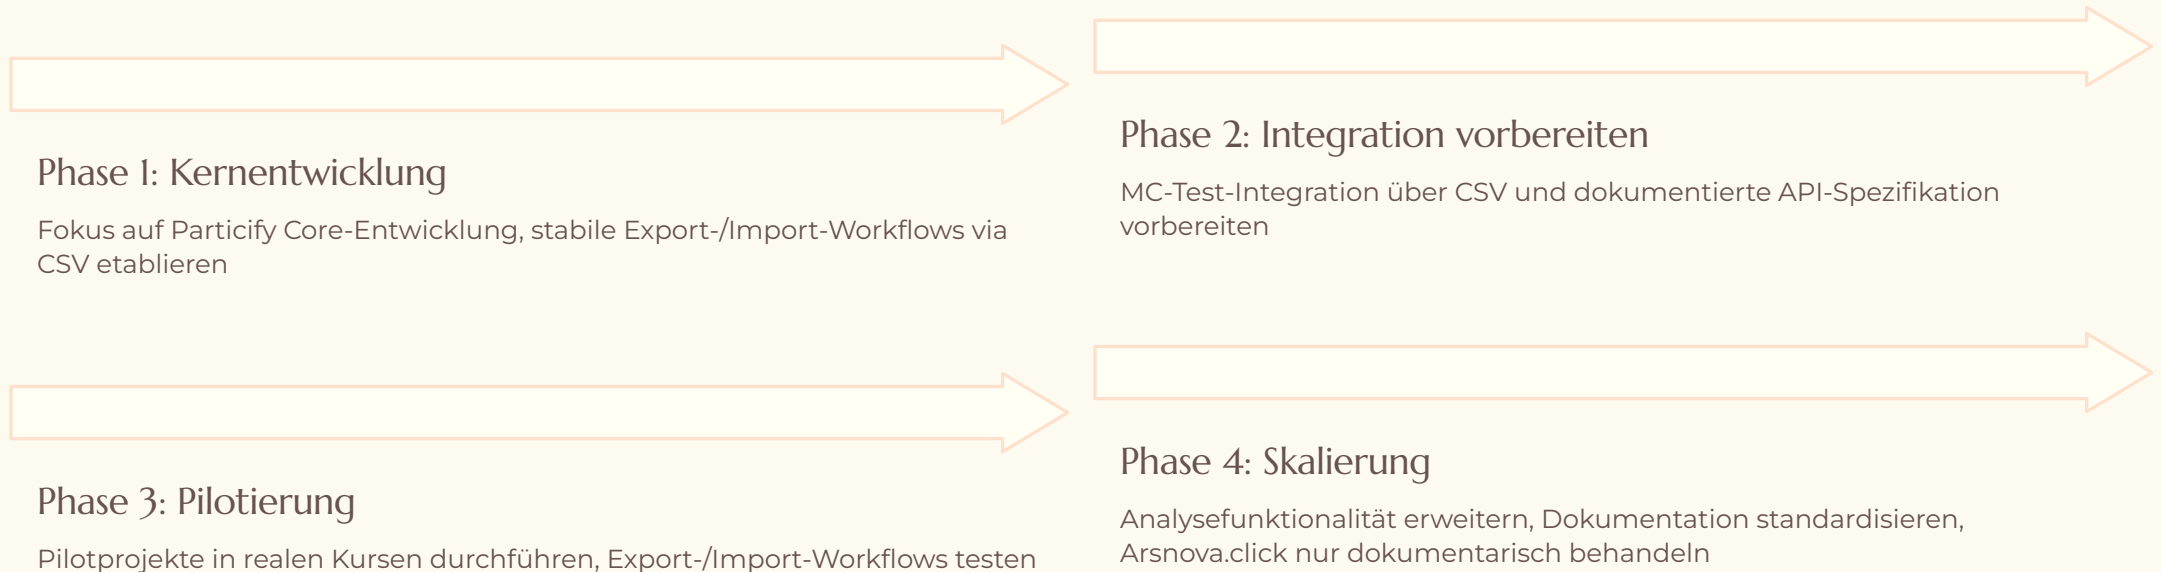 Phase 1: Kernentwicklung
Fokus auf Particify Core-Entwicklung, stabile Export-/Import-Workflows via
CSV etablieren
Phase 2: Integration vorbereiten
MC-Test-Integration über CSV und dokumentierte API-Spezifikation
vorbereiten
Phase 3: Pilotierung
Pilotprojekte in realen Kursen durchführen, Export-/Import-Workflows testen
Phase 4: Skalierung
Analysefunktionalität erweitern, Dokumentation standardisieren,
Arsnova.click nur dokumentarisch behandeln